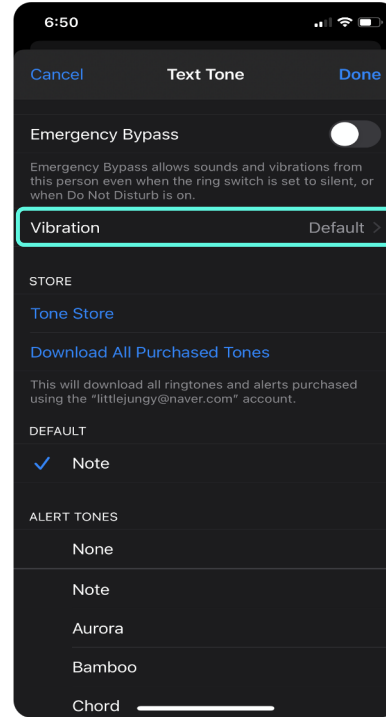 6:50
Cancel Text Tone Done
Emergency Bypass
Emergency Bypass allows sounds and vibrations from
this person even when the ring switch is set to silent, or
when Do Not Disturb is on.
Vibration Default
STORE
Tone Store
Download All Purchased Tones
This will download all ringtones and alerts purchased
using the “littlejungy@naver.com” account.
DEFAULT
Note
ALERT TONES
None
Note
Aurora
Bamboo
Chord